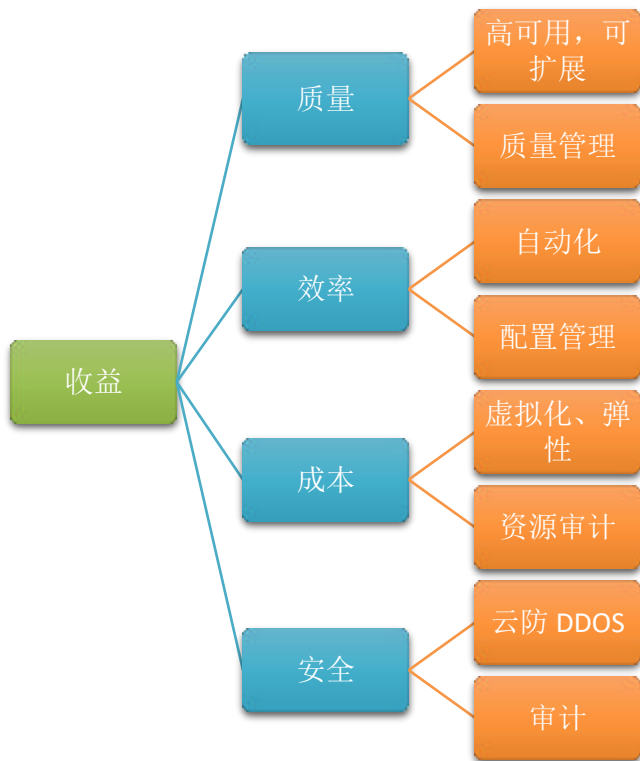 收益
质量
高可用，可
扩展
质量管理
效率
自动化
配置管理
成本
虚拟化、弹
性
资源审计
安全
云防 DDOS
审计